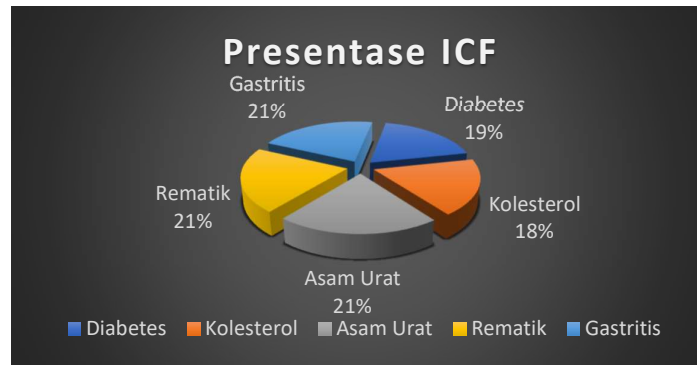 Presentase ICF
Gastritis
21%
Diabetes
19%
Rematik
21%
Kolesterol
18%
Asam Urat
21%
Diabetes Kolesterol Asam Urat Rematik Gastritis